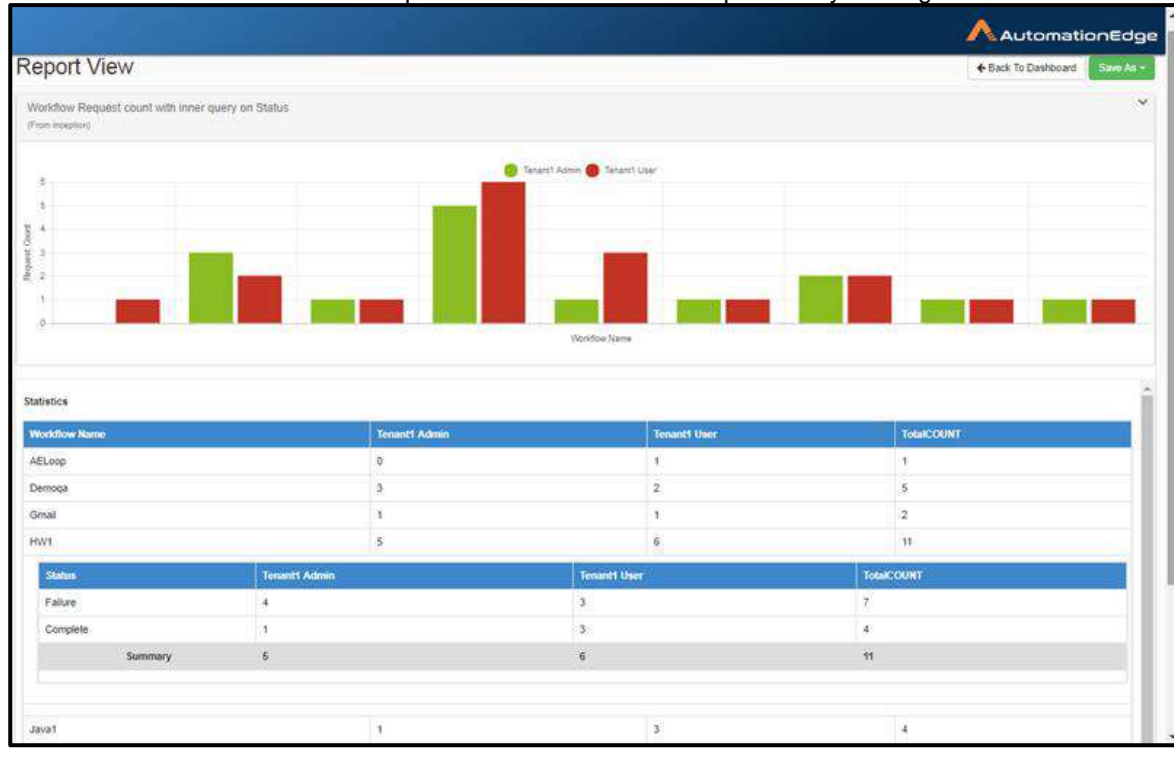 AutomationEdge
Report View
Back To Dashboard
Save As
Workflow Request count with inner query on Status
(From inception)
Tenant1 Admin Tenant1 User
6
5
4
3
2
1
0
Request Count
Workflow Name
Statistics
Workflow Name Tenant1 Admin Tenant1 User TotalCOUNT
AELoop 0 1 1
Demoqa 3 2 5
Gmail 1 1 2
HW1 5 6 11
Status Tenant1 Admin Tenant1 User TotalCOUNT
Failure 4 3 7
Complete 1 3 4
Summary 5 6 11
Java1 1 3 4